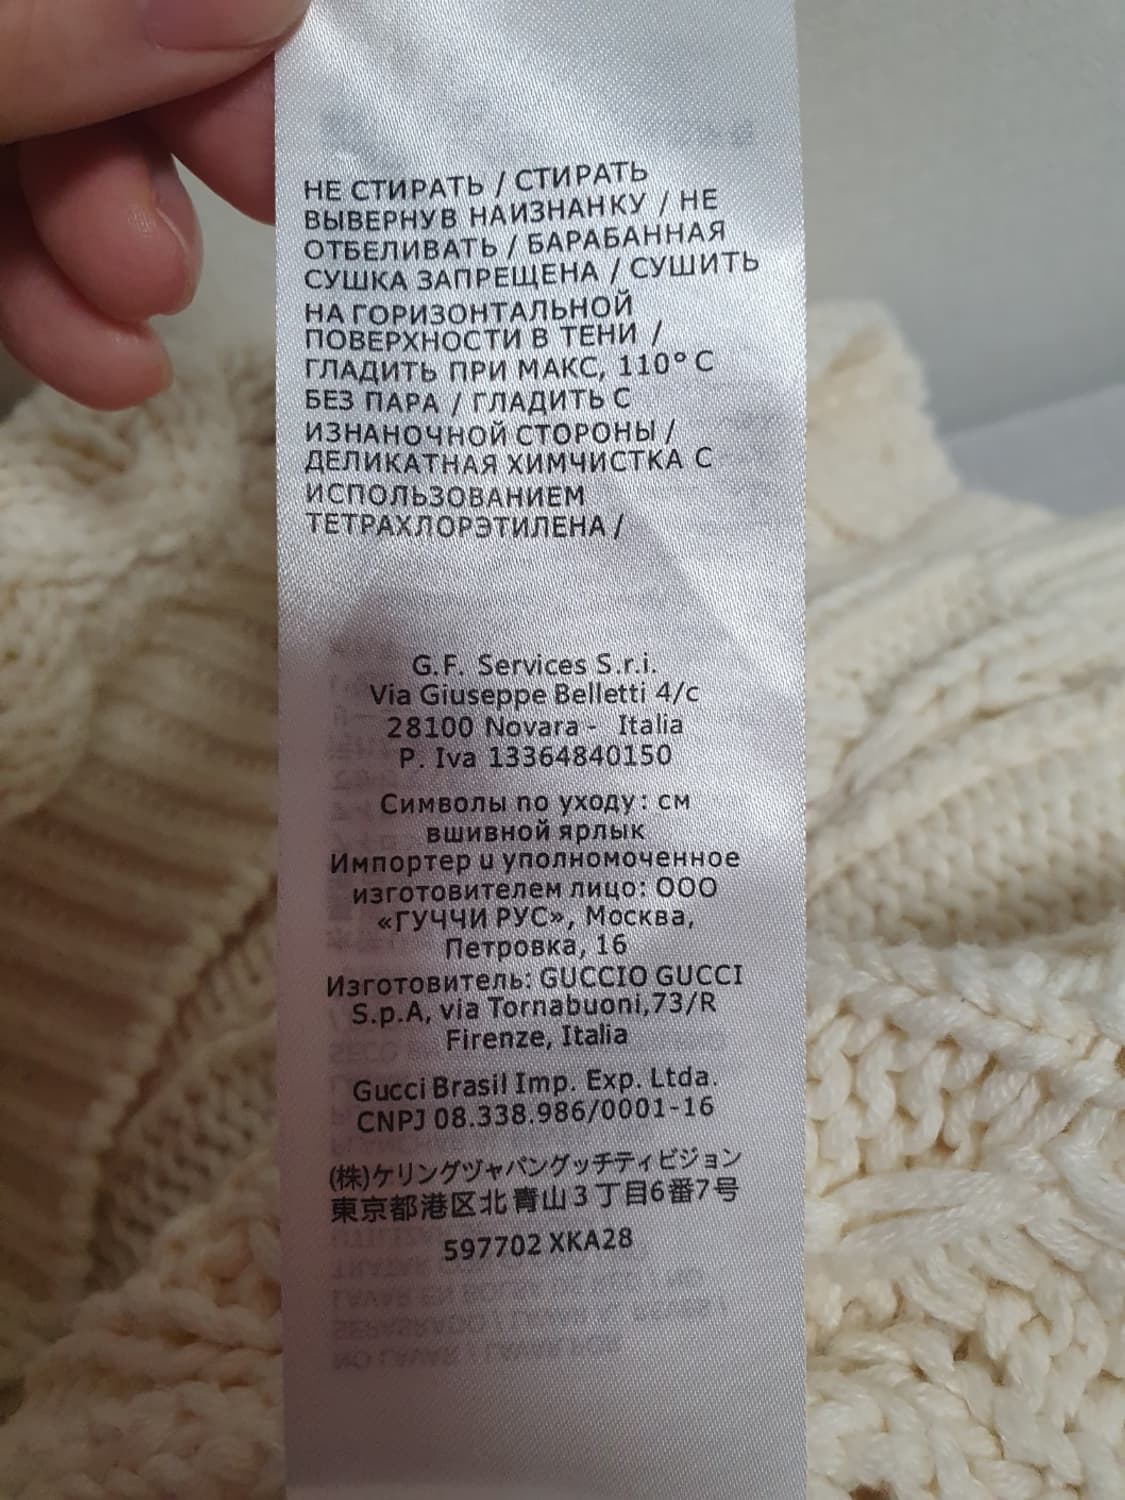 НЕ СТИРАТЬ / СТИРАТЬ
ВЫВЕРНУВ НАИЗНАНКУ / НЕ
ОТБЕЛИВАТЬ / БАРАБАННАЯ
СУШКА ЗАПРЕЩЕНА / СУШИТЬ
НА ГОРИЗОНТАЛЬНОЙ
ПОВЕРХНОСТИ В ТЕНИ /
ГЛАДИТЬ ПРИ МАКС, 110° С
БЕЗ ПАРА / ГЛАДИТЬ С
ИЗНАНОЧНОЙ СТОРОНЫ /
ДЕЛИКАТНАЯ ХИМЧИСТКА С
ИСПОЛЬЗОВАНИЕМ
ТЕТРАХЛОРЭТИЛЕНА /
G.F. Services S.r.i.
Via Giuseppe Belletti 4/c
28100 Novara - Italia
P. Iva 13364840150
Символы по уходу: см
вшивной ярлык
Импортер и уполномоченное
изготовителем лицо: ООО
«ГУЧЧИ РУС», Москва,
Петровка, 16
Изготовитель: GUCCIO GUCCI
S.p.A, via Tornabuoni,73/R
Firenze, Italia
Gucci Brasil Imp. Exp. Ltda.
CNPJ 08.338.986/0001-16
(株)ケリングヅャパングッチティビジョン
東京都港区北青山3丁目6番7号
597702 XKA28